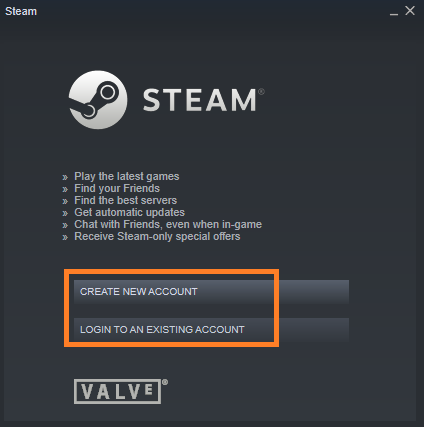 Steam
STEAM®
» Play the latest games
» Find your Friends
» Find the best servers
» Get automatic updates
» Chat with Friends, even when in-game
» Receive Steam-only special offers
CREATE NEW ACCOUNT
LOGIN TO AN EXISTING ACCOUNT
VALVE®